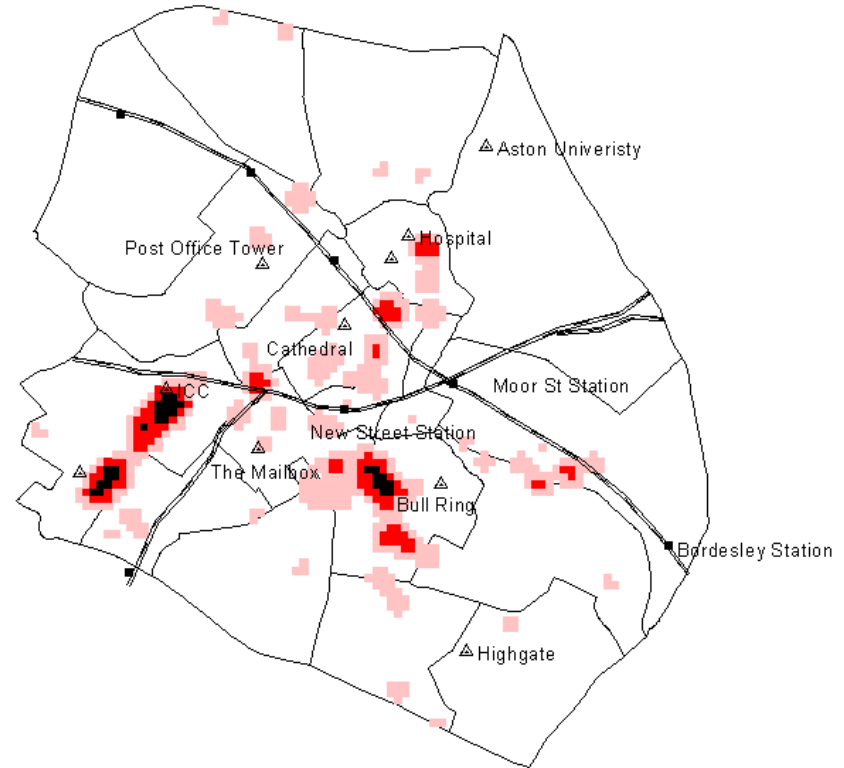 Aston Univeristy
Hospital
Post Office Tower
Cathedral
Moor St Station
ICC
New Street Station
The Mailbox
Bull Ring
Bordesley Station
Highgate